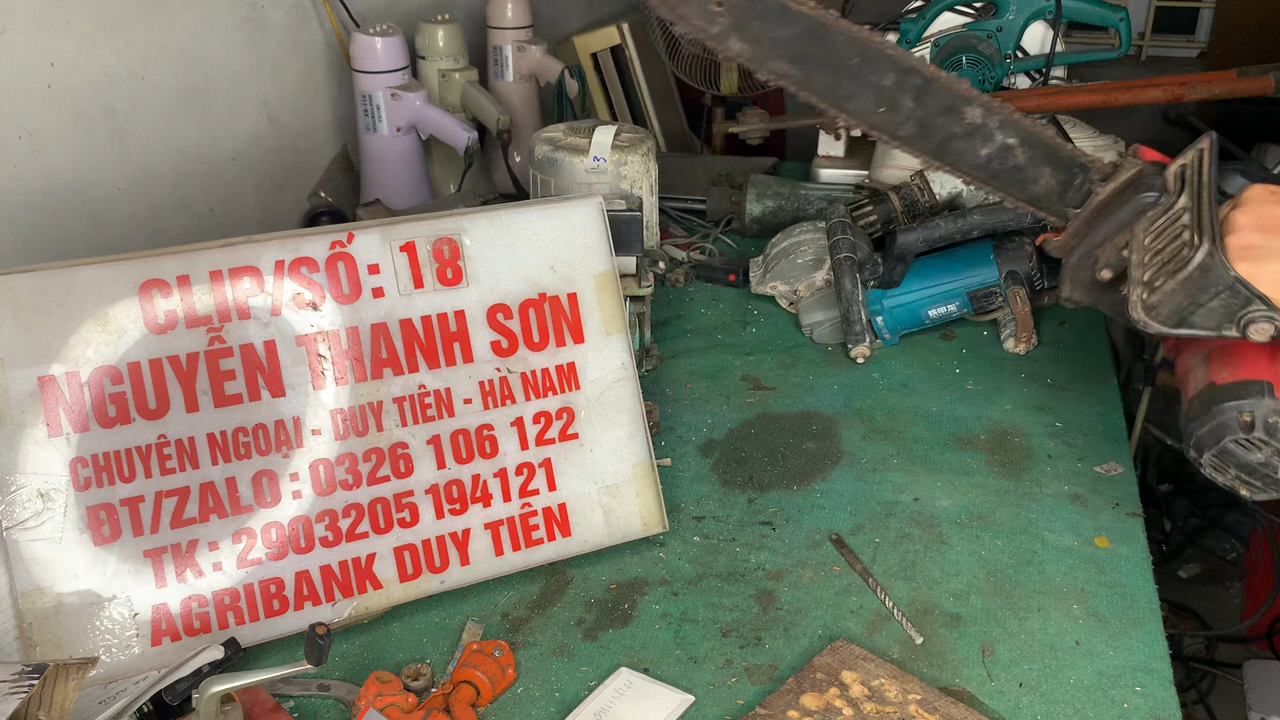 CLIP/SỐ: 18
NGUYỄN THANH SƠN
CHUYÊN NGOẠI - DUY TIÊN - HÀ NAM
ĐT/ZALO : 0326 106 122
TK : 2903205 194121
AGRIBANK DUY TIÊN